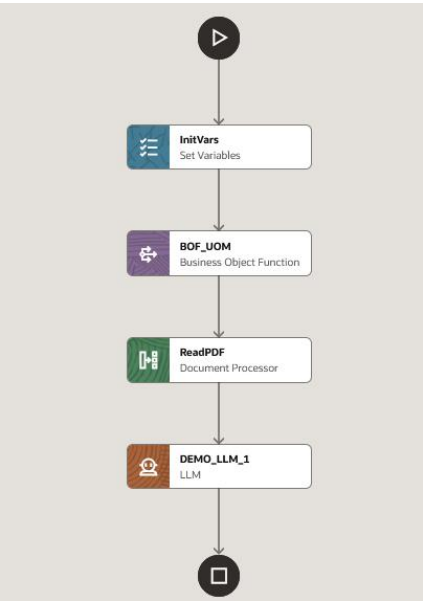 InitVars
Set Variables
BOF_UOM
Business Object Function
ReadPDF
Document Processor
DEMO_LLM_1
LLM